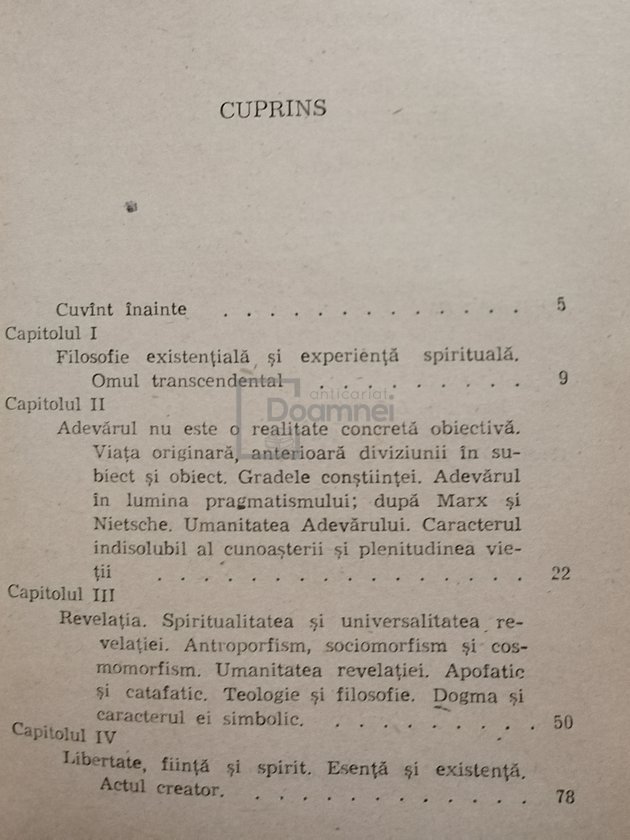 CUPRINS
Cuvînt înainte . . . . . . . . . . . . . 5
Capitolul I
Filosofie existențială și experiență spirituală.
Omul transcendental . . . . . . . . . . 9
anticariat
Doamnei
Capitolul II
Adevărul nu este o realitate concretă obiectivă.
Viața originară, anterioară diviziunii în su-
biect și obiect. Gradele conștiinței. Adevărul
în lumina pragmatismului; după Marx și
Nietsche. Umanitatea Adevărului. Caracterul
indisolubil al cunoașterii și plenitudinea vie-
ții . . . . . . . . . . . . . . . . 22
Capitolul III
Revelația. Spiritualitatea și universalitatea re-
velației. Antroporfism, sociomorfism și cos-
momorfism. Umanitatea revelației. Apofatic
și catafatic. Teologie și filosofie. Dogma și
caracterul ei simbolic. . . . . . . . . . 50
Capitolul IV
Libertate, ființă și spirit. Esență și existență.
Actul creator. . . . . . . . . . . . . 78